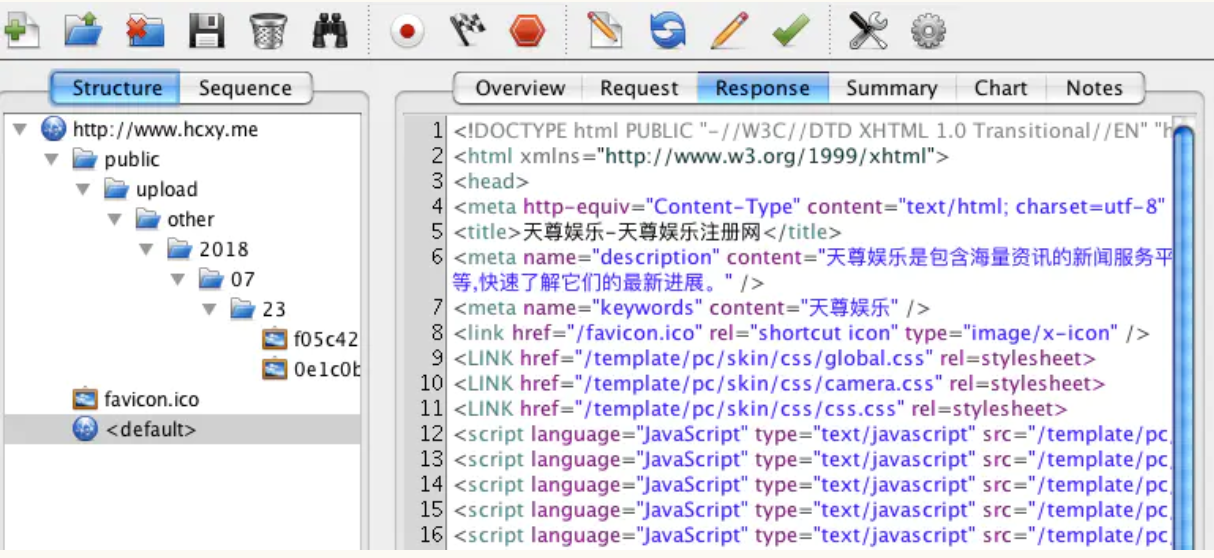 Structure Sequence
Overview Request Response Summary Chart Notes
http://www.hcxy.me
public
upload
other
2018
07
23
f05c42
0e1c0b
favicon.ico
<default>
1 <!DOCTYPE html PUBLIC "-//W3C//DTD XHTML 1.0 Transitional//EN" "h
2 <html xmlns="http://www.w3.org/1999/xhtml">
3 <head>
4 <meta http-equiv="Content-Type" content="text/html; charset=utf-8"
5 <title>天尊娱乐-天尊娱乐注册网</title>
6 <meta name="description" content="天尊娱乐是包含海量资讯的新闻服务平
等,快速了解它们的最新进展。" />
7 <meta name="keywords" content="天尊娱乐" />
8 <link href="/favicon.ico" rel="shortcut icon" type="image/x-icon" />
9 <LINK href="/template/pc/skin/css/global.css" rel=stylesheet>
10 <LINK href="/template/pc/skin/css/camera.css" rel=stylesheet>
11 <LINK href="/template/pc/skin/css/css.css" rel=stylesheet>
12 <script language="JavaScript" type="text/javascript" src="/template/pc,
13 <script language="JavaScript" type="text/javascript" src="/template/pc,
14 <script language="JavaScript" type="text/javascript" src="/template/pc
15 <script language="JavaScript" type="text/javascript" src="/template/pc,
16 <script language="JavaScript" type="text/javascript" src="/template/pc,